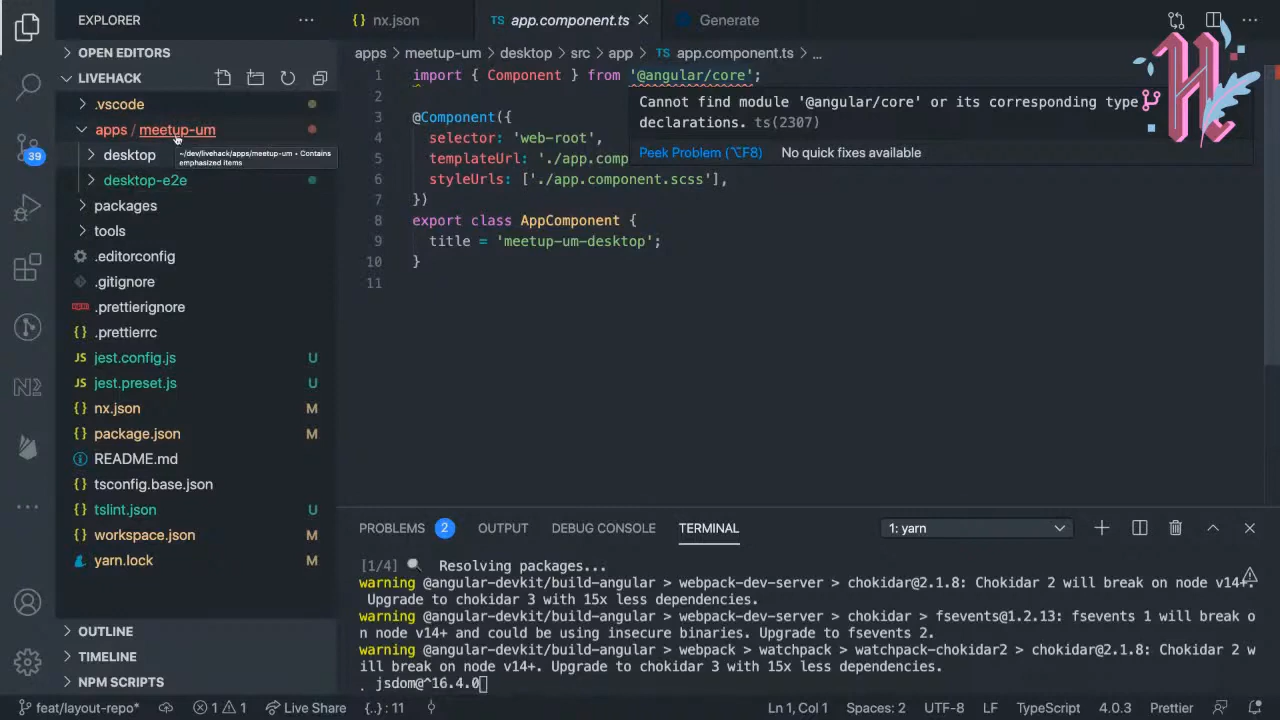 EXPLORER
OPEN EDITORS
LIVEHACK
.vscode
apps / meetup-um
desktop
~/dev/livehack/apps/meetup-um • Contains
emphasized items
desktop-e2e
packages
tools
.editorconfig
.gitignore
.prettierignore
{} .prettierrc
JS jest.config.js U
JS jest.preset.js U
{} nx.json M
{} package.json M
README.md
tsconfig.base.json
{} tslint.json U
{} workspace.json M
yarn.lock M
OUTLINE
TIMELINE
NPM SCRIPTS
39
{} nx.json
TS app.component.ts
Generate
apps > meetup-um > desktop > src > app > TS app.component.ts > ...
1 import { Component } from '@angular/core';
2
3 @Component({
4 selector: 'web-root',
5 templateUrl: './app.comp
6 styleUrls: ['./app.component.scss'],
7 })
8 export class AppComponent {
9 title = 'meetup-um-desktop';
10 }
11
Cannot find module '@angular/core' or its corresponding type
declarations. ts(2307)
Peek Problem (⌥F8) No quick fixes available
H
PROBLEMS 2 OUTPUT DEBUG CONSOLE TERMINAL 1: yarn
[1/4] 🔍 Resolving packages...
warning @angular-devkit/build-angular > webpack-dev-server > chokidar@2.1.8: Chokidar 2 will break on node v14+.
Upgrade to chokidar 3 with 15x less dependencies.
warning @angular-devkit/build-angular > webpack-dev-server > chokidar > fsevents@1.2.13: fsevents 1 will break o
n node v14+ and could be using insecure binaries. Upgrade to fsevents 2.
warning @angular-devkit/build-angular > webpack > watchpack > watchpack-chokidar2 > chokidar@2.1.8: Chokidar 2 w
ill break on node v14+. Upgrade to chokidar 3 with 15x less dependencies.
. jsdom@^16.4.0
feat/layout-repo* 1 1 Live Share {..} : 11 Ln 1, Col 1 Spaces: 2 UTF-8 LF TypeScript 4.0.3 Prettier